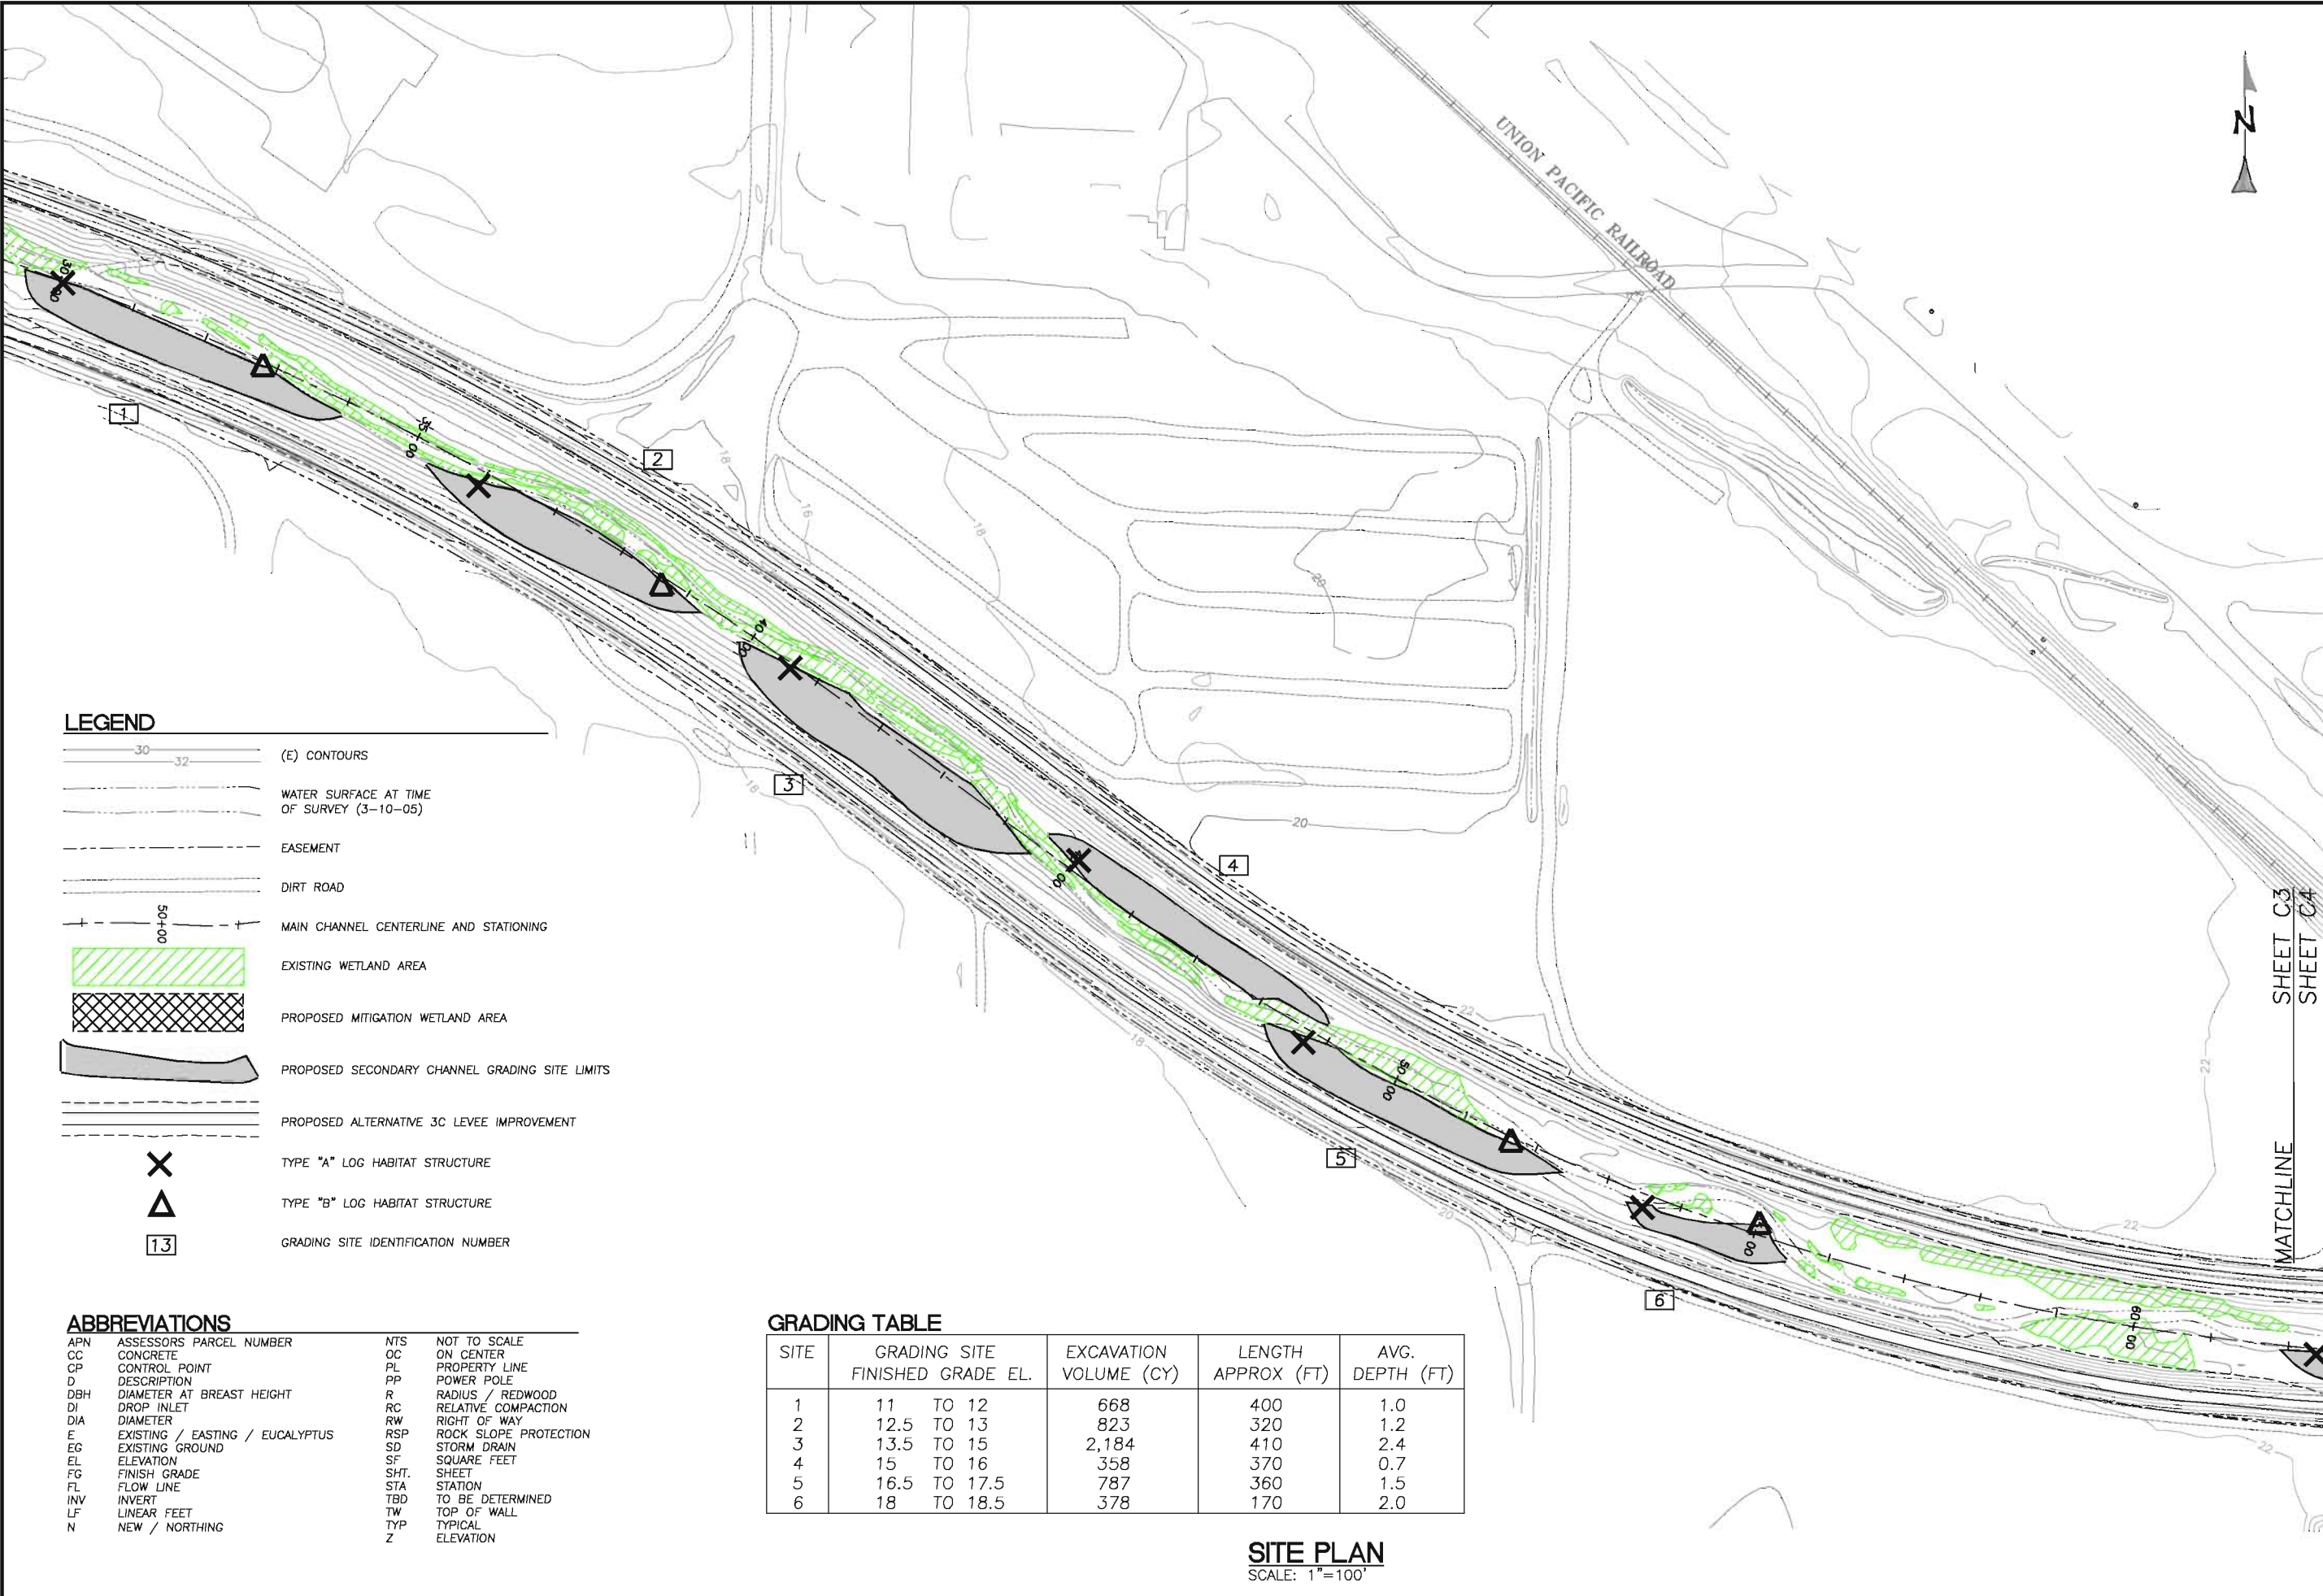 N
UNION PACIFIC RAILROAD
30+00
1
35+00
2
18
16
18
20
40+00
3
18
20
4
00
18
22
50+00
5
20
22
22
6
00
60+00
22
MATCHLINE SHEET C3
SHEET C4
LEGEND
30
32
(E) CONTOURS
WATER SURFACE AT TIME
OF SURVEY (3-10-05)
EASEMENT
DIRT ROAD
50+00
MAIN CHANNEL CENTERLINE AND STATIONING
EXISTING WETLAND AREA
PROPOSED MITIGATION WETLAND AREA
PROPOSED SECONDARY CHANNEL GRADING SITE LIMITS
PROPOSED ALTERNATIVE 3C LEVEE IMPROVEMENT
TYPE "A" LOG HABITAT STRUCTURE
TYPE "B" LOG HABITAT STRUCTURE
13 GRADING SITE IDENTIFICATION NUMBER
ABBREVIATIONS
APN ASSESSORS PARCEL NUMBER
CC CONCRETE
CP CONTROL POINT
D DESCRIPTION
DBH DIAMETER AT BREAST HEIGHT
DI DROP INLET
DIA DIAMETER
E EXISTING / EASTING / EUCALYPTUS
EG EXISTING GROUND
EL ELEVATION
FG FINISH GRADE
FL FLOW LINE
INV INVERT
LF LINEAR FEET
N NEW / NORTHING
NTS NOT TO SCALE
OC ON CENTER
PL PROPERTY LINE
PP POWER POLE
R RADIUS / REDWOOD
RC RELATIVE COMPACTION
RW RIGHT OF WAY
RSP ROCK SLOPE PROTECTION
SD STORM DRAIN
SF SQUARE FEET
SHT. SHEET
STA STATION
TBD TO BE DETERMINED
TW TOP OF WALL
TYP TYPICAL
Z ELEVATION
GRADING TABLE
SITE GRADING SITE EXCAVATION LENGTH AVG.
FINISHED GRADE EL. VOLUME (CY) APPROX (FT) DEPTH (FT)
1 11 TO 12 668 400 1.0
2 12.5 TO 13 823 320 1.2
3 13.5 TO 15 2,184 410 2.4
4 15 TO 16 358 370 0.7
5 16.5 TO 17.5 787 360 1.5
6 18 TO 18.5 378 170 2.0
SITE PLAN
SCALE: 1"=100'